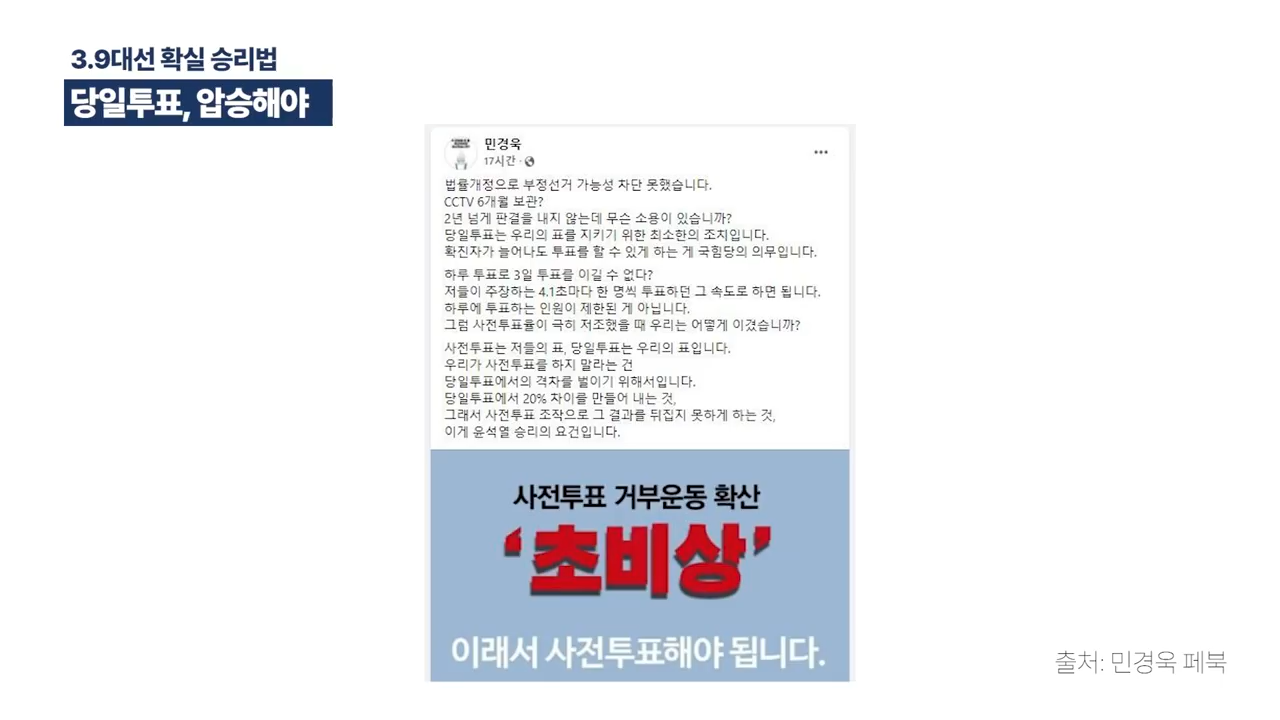 3.9대선 확실 승리법
당일투표, 압승해야
민경욱
17시간 ·
법률개정으로 부정선거 가능성 차단 못했습니다.
CCTV 6개월 보관?
2년 넘게 판결을 내지 않는데 무슨 소용이 있습니까?
당일투표는 우리의 표를 지키기 위한 최소한의 조치입니다.
확진자가 늘어나도 투표를 할 수 있게 하는 게 국힘당의 의무입니다.
하루 투표로 3일 투표를 이길 수 없다?
저들이 주장하는 4.1초마다 한 명씩 투표하던 그 속도로 하면 됩니다.
하루에 투표하는 인원이 제한된 게 아닙니다.
그럼 사전투표율이 극히 저조했을 때 우리는 어떻게 이겼습니까?
사전투표는 저들의 표, 당일투표는 우리의 표입니다.
우리가 사전투표를 하지 말라는 건
당일투표에서의 격차를 벌이기 위해서입니다.
당일투표에서 20% 차이를 만들어 내는 것,
그래서 사전투표 조작으로 그 결과를 뒤집지 못하게 하는 것,
이게 윤석열 승리의 요건입니다.
사전투표 거부운동 확산
‘초비상’
이래서 사전투표해야 됩니다.
출처: 민경욱 페북